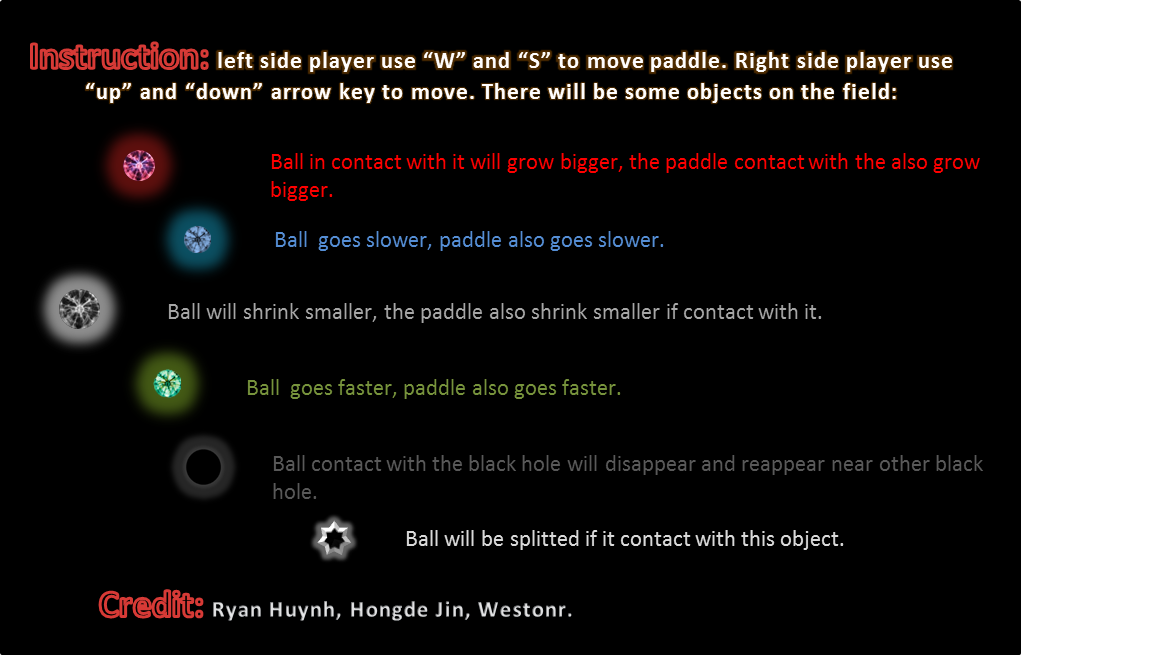 Instruction: left side player use “W” and “S” to move paddle. Right side player use
“up” and “down” arrow key to move. There will be some objects on the field:
Ball in contact with it will grow bigger, the paddle contact with the also grow
bigger.
Ball  goes slower, paddle also goes slower.
Ball will shrink smaller, the paddle also shrink smaller if contact with it.
Ball  goes faster, paddle also goes faster.
Ball contact with the black hole will disappear and reappear near other black
hole.
Ball will be splitted if it contact with this object.
Credit: Ryan Huynh, Hongde Jin, Westonr.